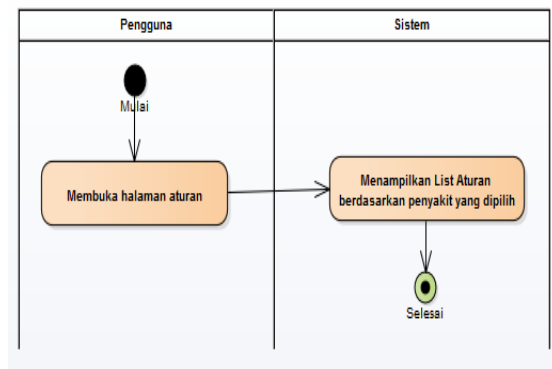 Pengguna
Sistem
Mulai
Membuka halaman aturan
Menampilkan List Aturan
berdasarkan penyakit yang dipilih
Selesai